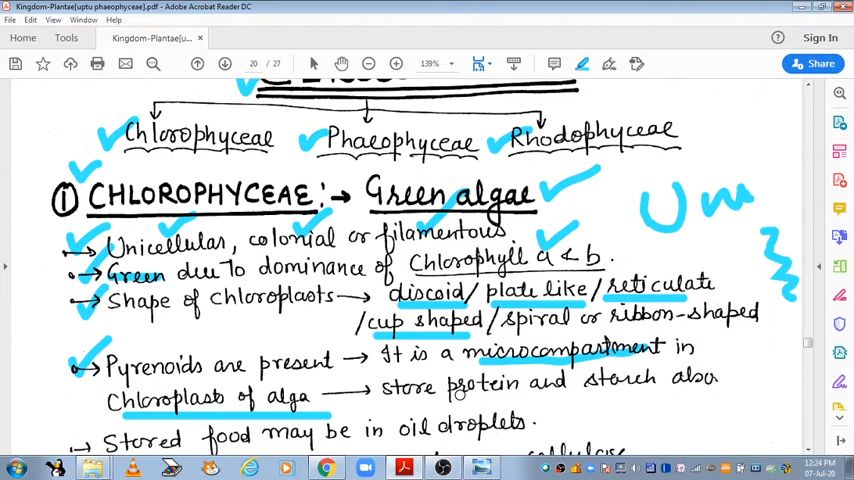 Kingdom-Plantae[uptu phaeophyceae].pdf - Adobe Acrobat Reader DC
File Edit View Window Help
Home Tools Kingdom-Plantae[u... × Sign In
20 / 27 139% Share
Chlorophyceae Phaeophyceae Rhodophyceae
① CHLOROPHYCEAE:→ Green algae
→ Unicellular, colonial or filamentous
→ Green due to dominance of Chlorophyll a & b.
→ Shape of chloroplasts → discoid/plate like/reticulate
/cup shaped/spiral or ribbon-shaped
→ Pyrenoids are present → It is a microcompartment in
Chloroplasts of alga → store protein and starch also
→ Stored food may be in oil droplets.
cellulose
12:24 PM
07-Jul-20